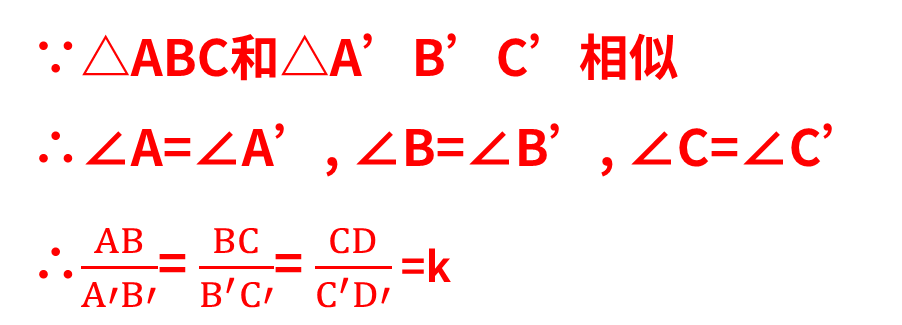 ∵△ABC和△A’B’C’相似
∴∠A=∠A’,∠B=∠B’,∠C=∠C’
∴AB/A′B′=BC/B′C′=CD/C′D′=k